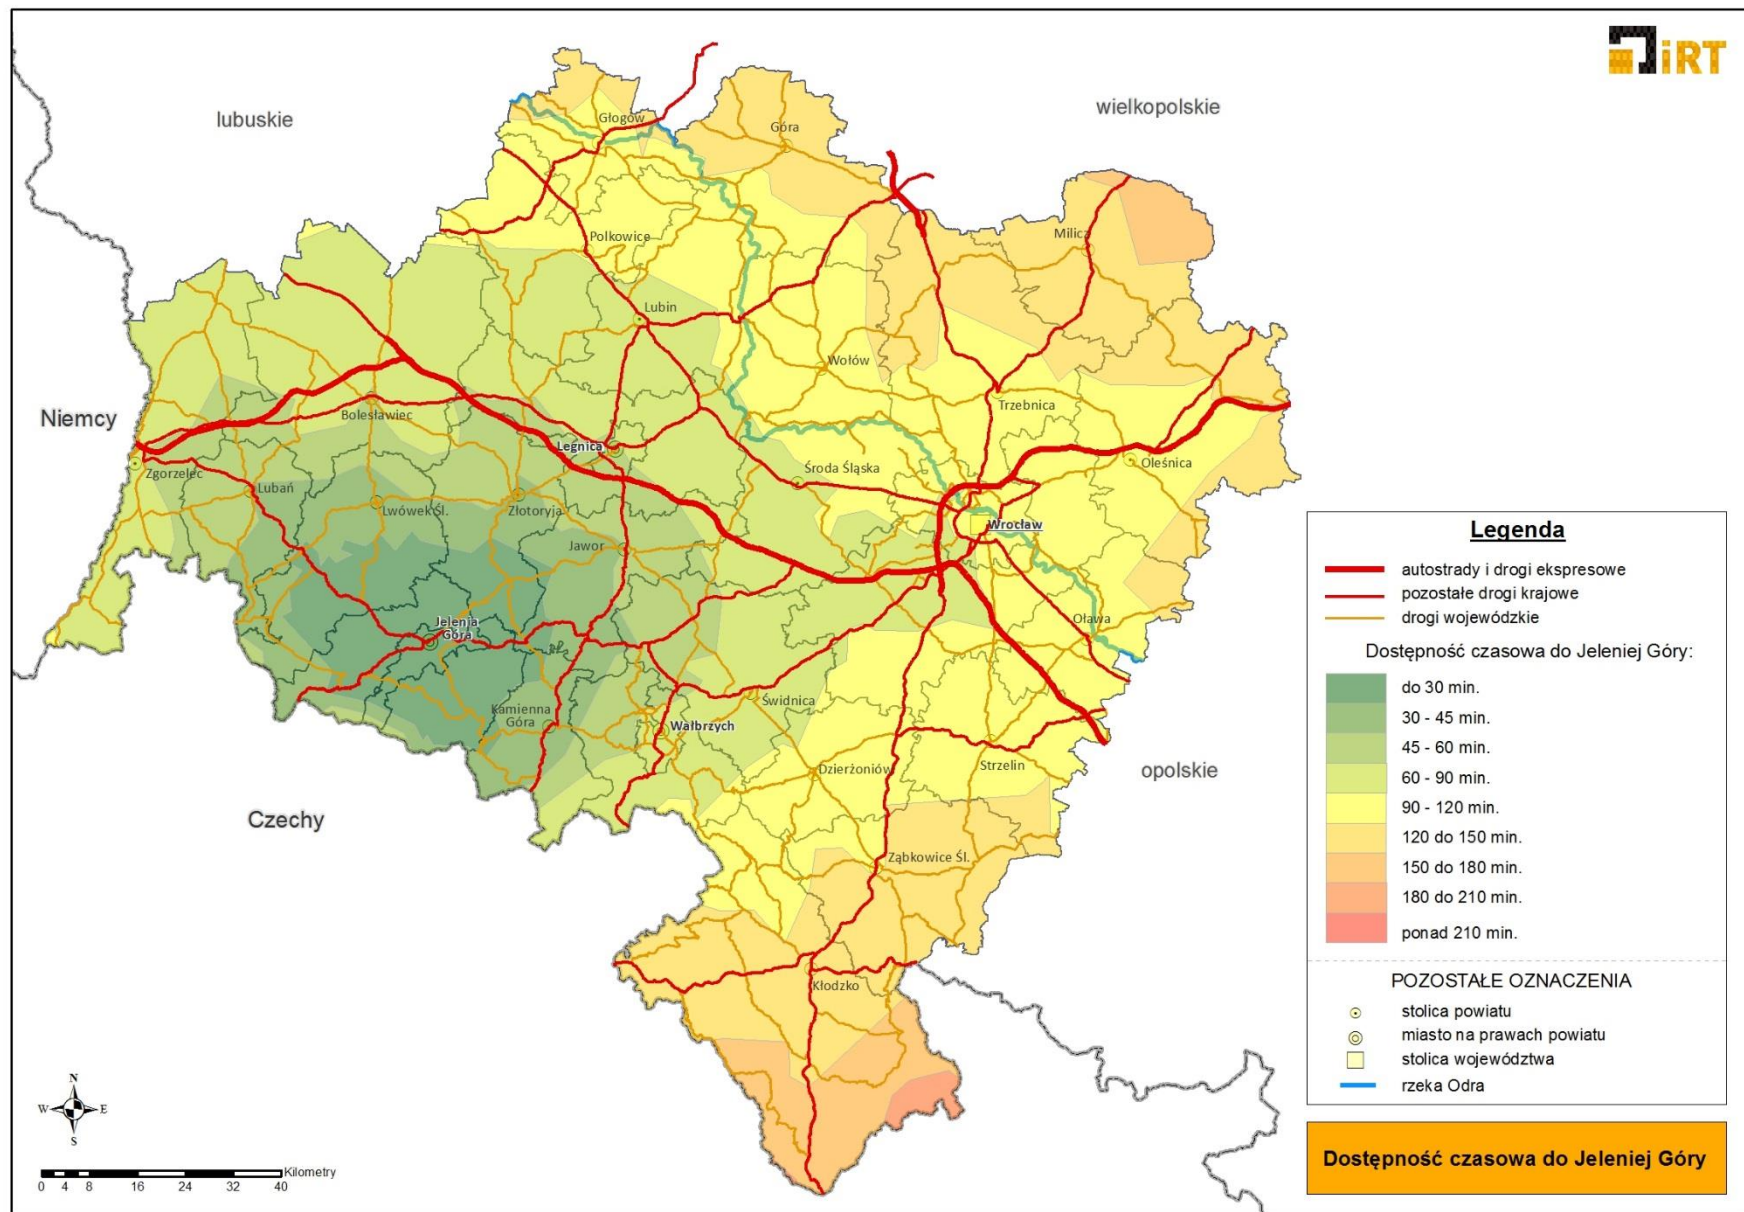 iRT
lubuskie
wielkopolskie
Głogów
Góra
Polkowice
Milicz
Lubin
Wołów
Trzebnica
Niemcy
Bolesławiec
Legnica
Oleśnica
Zgorzelec
Lubań
Środa Śląska
Lwówek Śl.
Złotoryja
Wrocław
Jawor
Oława
Jelenia
Góra
Świdnica
Kamienna
Góra
Wałbrzych
Dzierżoniów
Strzelin
opolskie
Czechy
Ząbkowice Śl.
Kłodzko
Legenda
autostrady i drogi ekspresowe
pozostałe drogi krajowe
drogi wojewódzkie
Dostępność czasowa do Jeleniej Góry:
do 30 min.
30 - 45 min.
45 - 60 min.
60 - 90 min.
90 - 120 min.
120 do 150 min.
150 do 180 min.
180 do 210 min.
ponad 210 min.
POZOSTAŁE OZNACZENIA
stolica powiatu
miasto na prawach powiatu
stolica województwa
rzeka Odra
Dostępność czasowa do Jeleniej Góry
N
W E
S
Kilometry
0 4 8 16 24 32 40